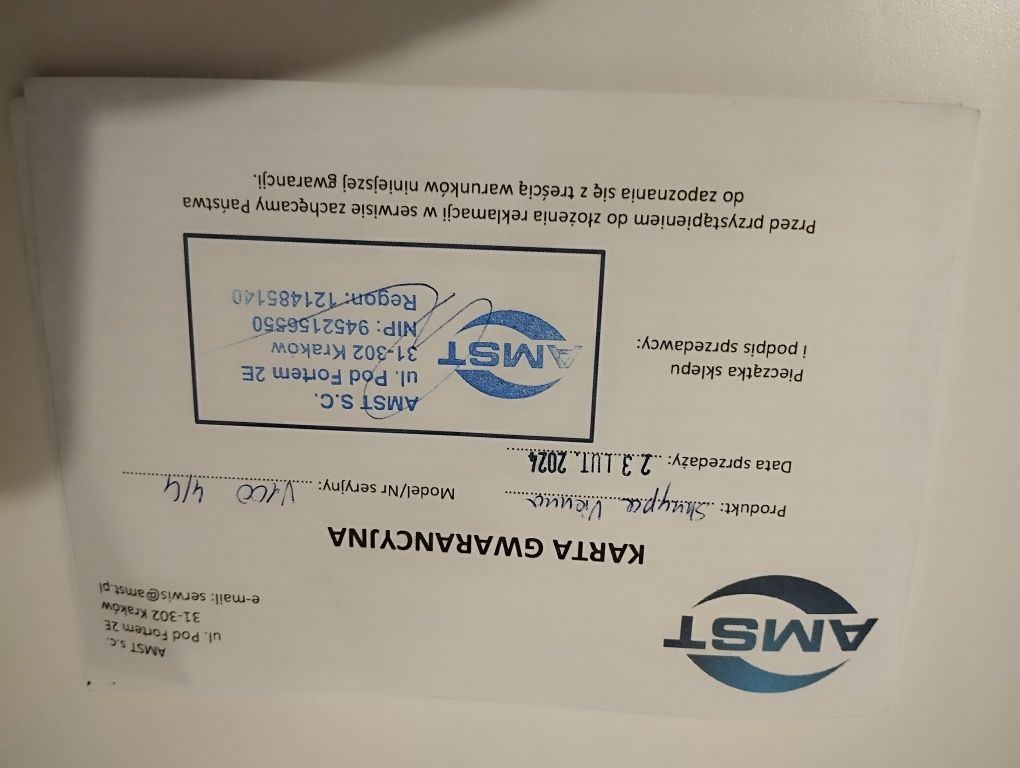 AMST
AMST s.c.
ul. Pod Fortem 2E
31-302 Kraków
e-mail: serwis@amst.pl
KARTA GWARANCYJNA
Produkt: Skrzypce Vienna Model/Nr seryjny: V100 4/4
Data sprzedaży: 23 LUT. 2024
Pieczątka sklepu
i podpis sprzedawcy:
AMST
AMST S.C.
ul. Pod Fortem 2E
31-302 Kraków
NIP: 9452156550
Regon: 121485140
Przed przystąpieniem do złożenia reklamacji w serwisie zachęcamy Państwa
do zapoznania się z treścią warunków niniejszej gwarancji.